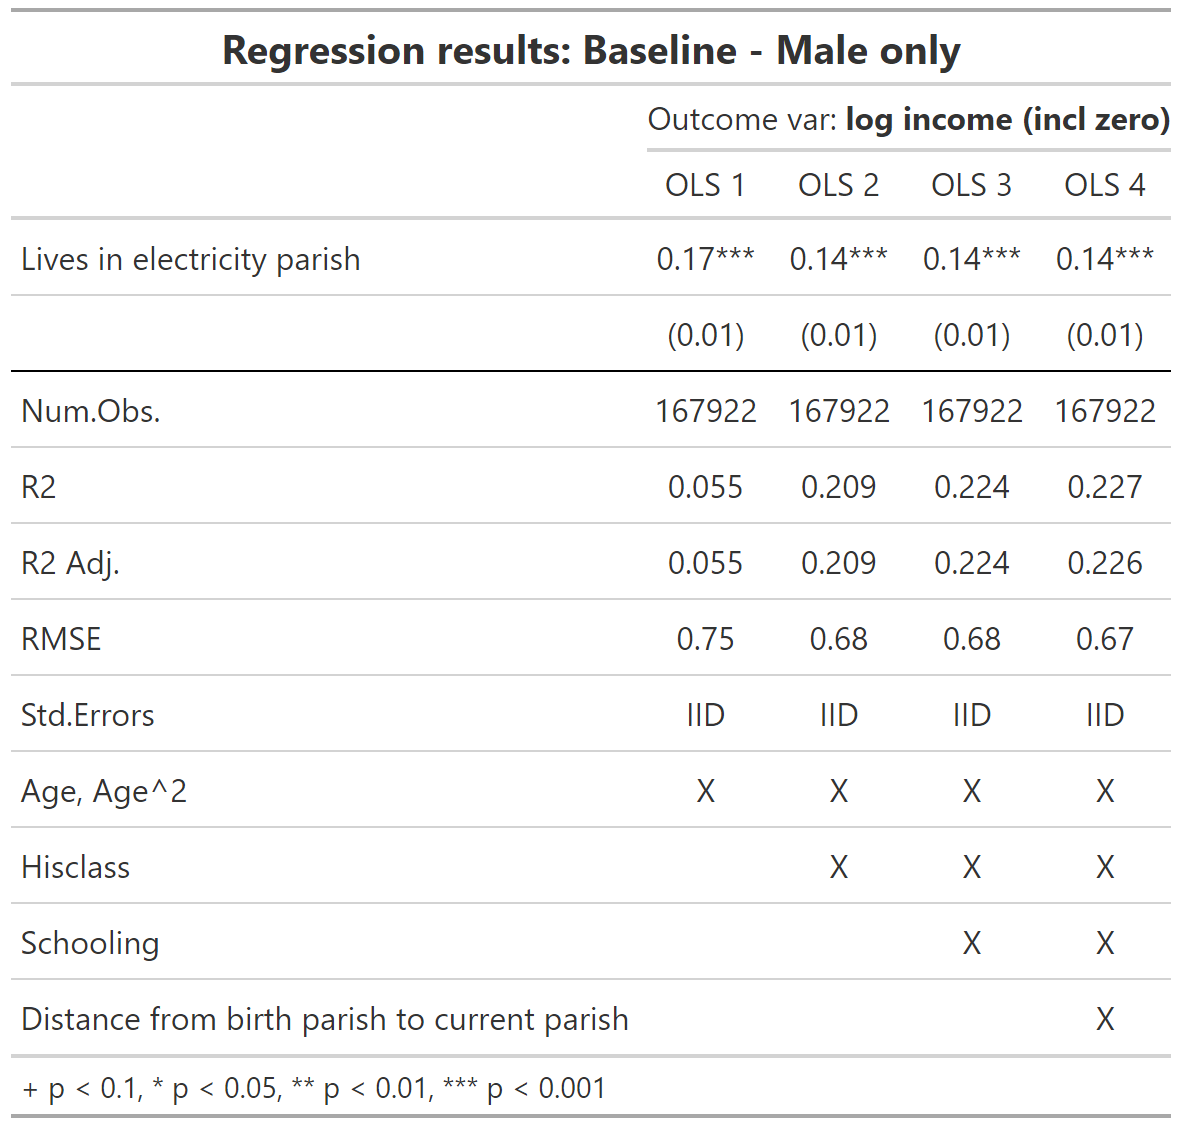 Regression results: Baseline - Male only
Outcome var: log income (incl zero)
OLS 1 OLS 2 OLS 3 OLS 4
Lives in electricity parish 0.17*** 0.14*** 0.14*** 0.14***
(0.01) (0.01) (0.01) (0.01)
Num.Obs. 167922 167922 167922 167922
R2 0.055 0.209 0.224 0.227
R2 Adj. 0.055 0.209 0.224 0.226
RMSE 0.75 0.68 0.68 0.67
Std.Errors IID IID IID IID
Age, Age^2 X X X X
Hisclass X X X
Schooling X X
Distance from birth parish to current parish X
+ p < 0.1, * p < 0.05, ** p < 0.01, *** p < 0.001